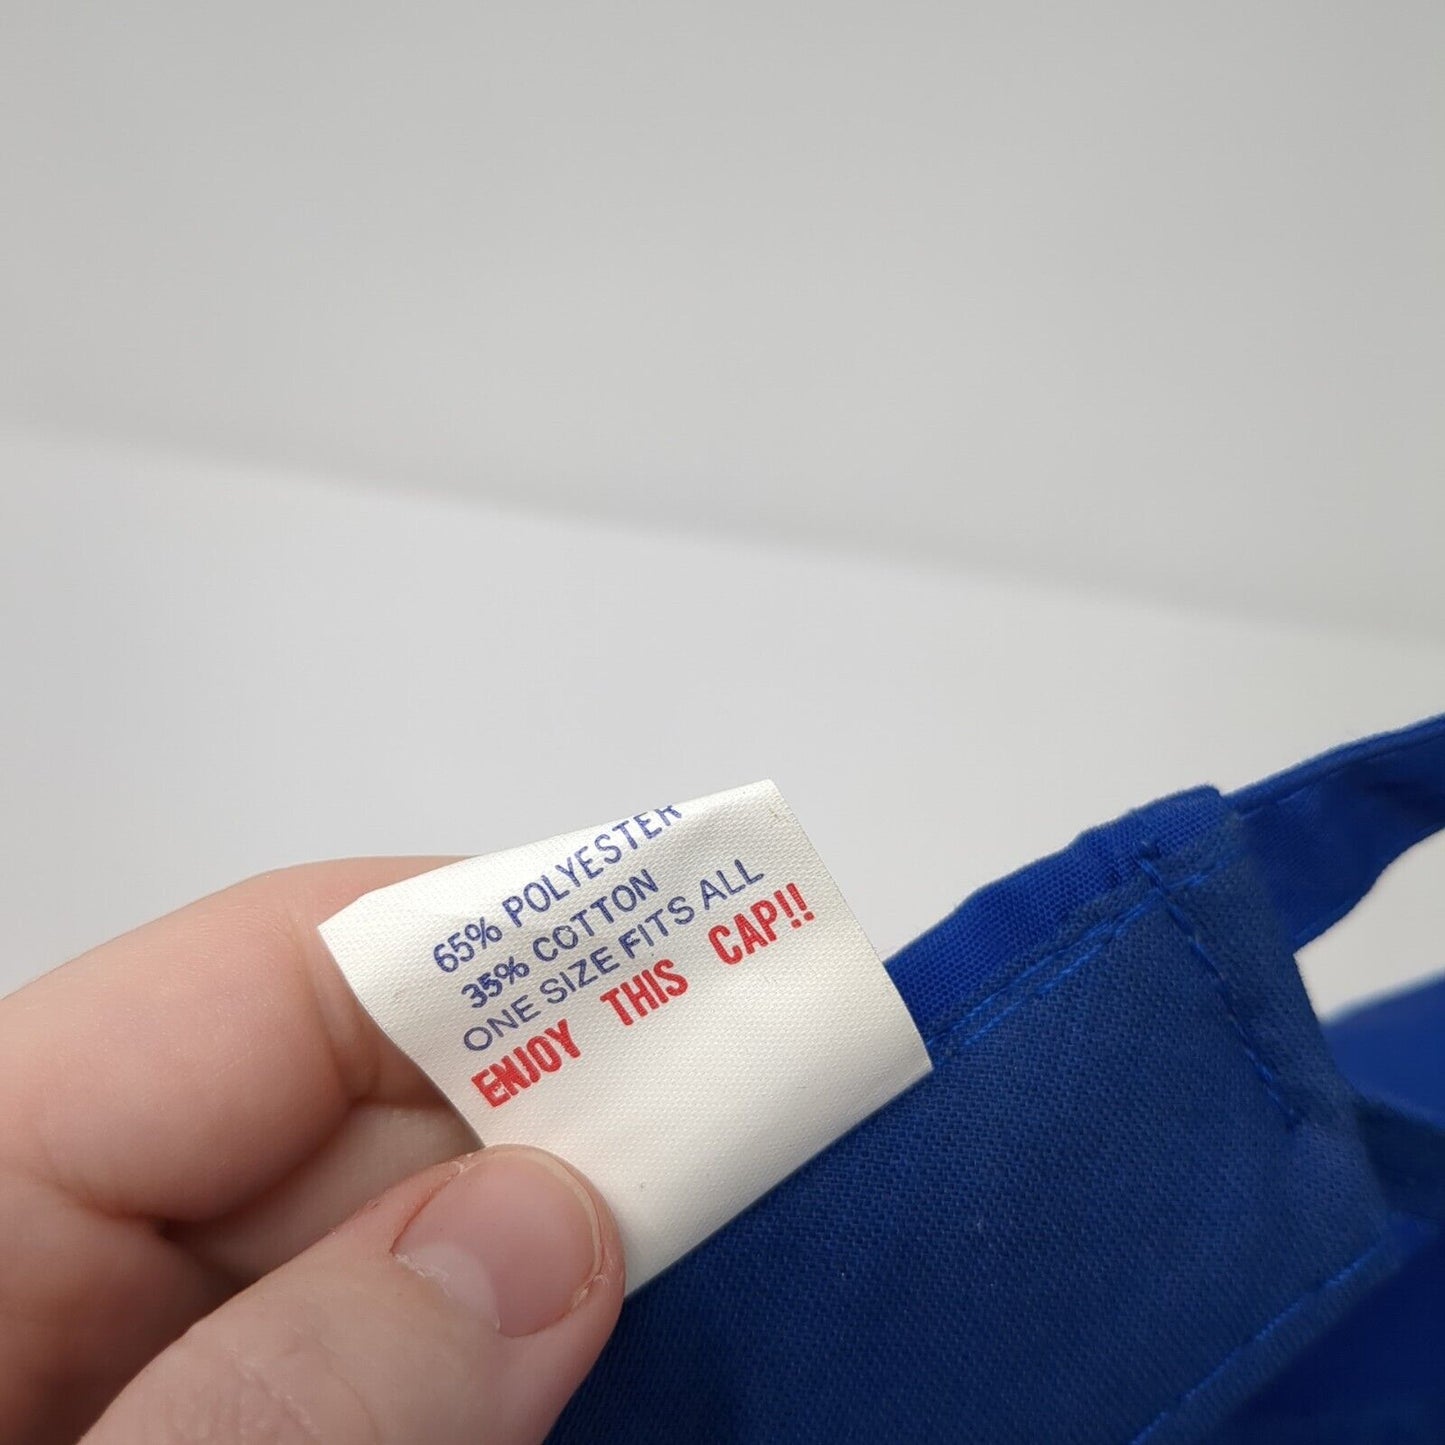 65% POLYESTER
35% COTTON
ONE SIZE FITS ALL
ENJOY THIS CAP!!